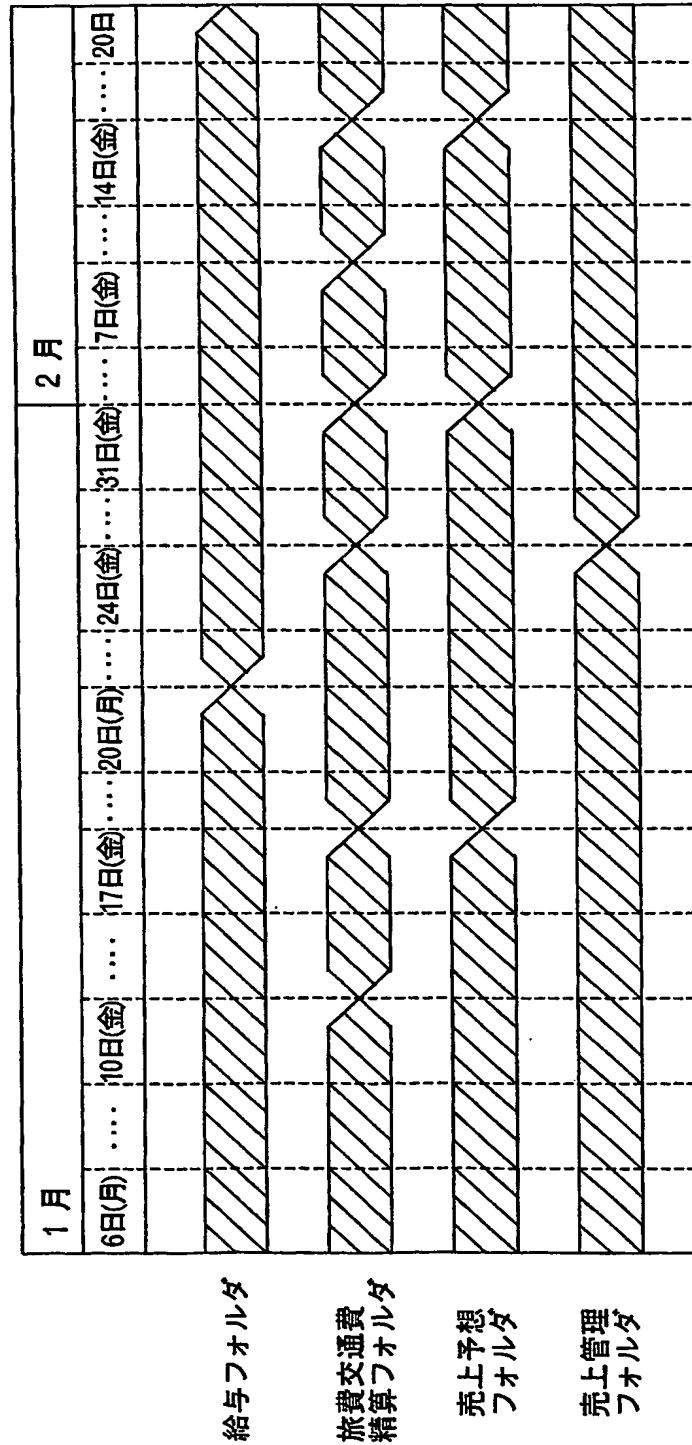 1月
2月
6日(月) ‥‥ 10日(金) ‥‥ 17日(金) ‥‥ 20日(月) ‥‥ 24日(金) ‥‥ 31日(金) ‥‥ 7日(金) ‥‥ 14日(金) ‥‥ 20日
給与フォルダ
旅費交通費
精算フォルダ
売上予想
フォルダ
売上管理
フォルダ